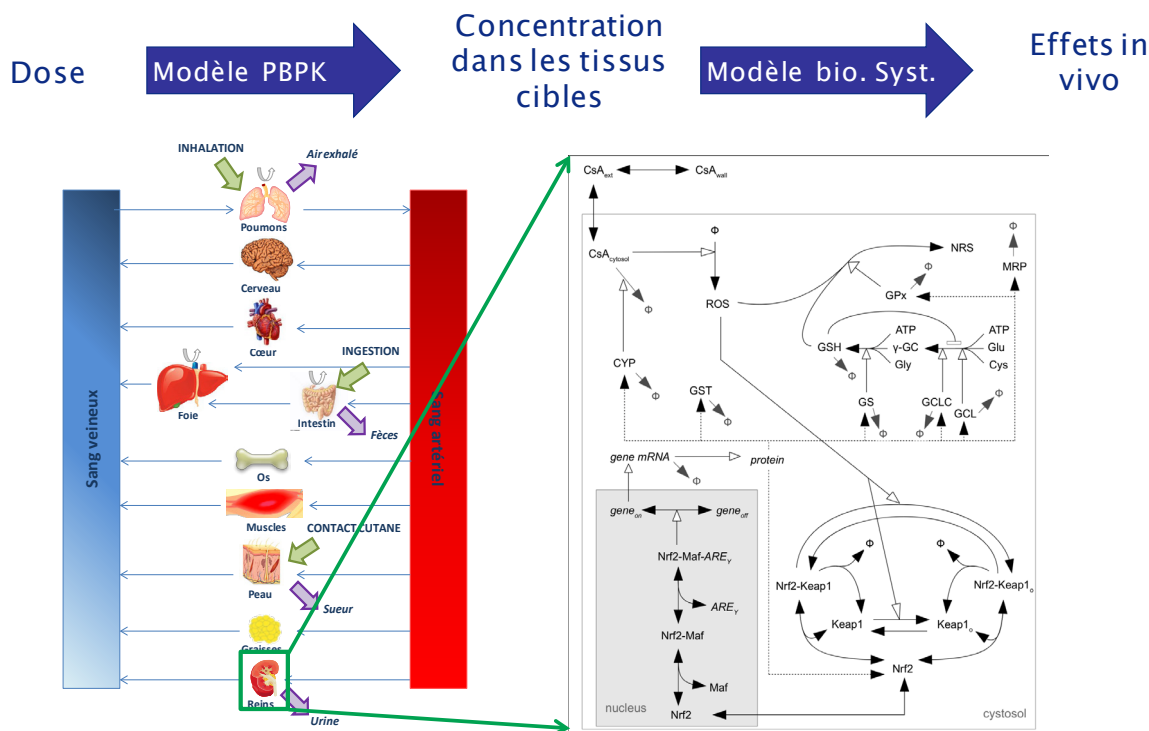 Dose
Modèle PBPK
Concentration
dans les tissus
cibles
Modèle bio. Syst.
Effets in
vivo
INHALATION
Air exhalé
Poumons
Cerveau
Cœur
INGESTION
Foie
Intestin
Fèces
Os
Muscles
CONTACT CUTANE
Peau
Sueur
Graisses
Reins
Urine
Sang veineux
Sang artériel
CsAext
CsAwall
CsAcytosol
Φ
ROS
NRS
Φ
MRP
Φ
GPx
Φ
GSH
Φ
ATP
γ-GC
Gly
ATP
Glu
Cys
CYP
Φ
GST
Φ
GS
Φ
GCLC
Φ
GCL
Φ
gene mRNA
protein
Φ
geneon
geneoff
Nrf2-Maf-AREY
AREY
Nrf2-Maf
Maf
Nrf2
nucleus
Φ
Φ
Nrf2-Keap1
Nrf2-Keap1o
Keap1
Keap1o
Nrf2
cystosol